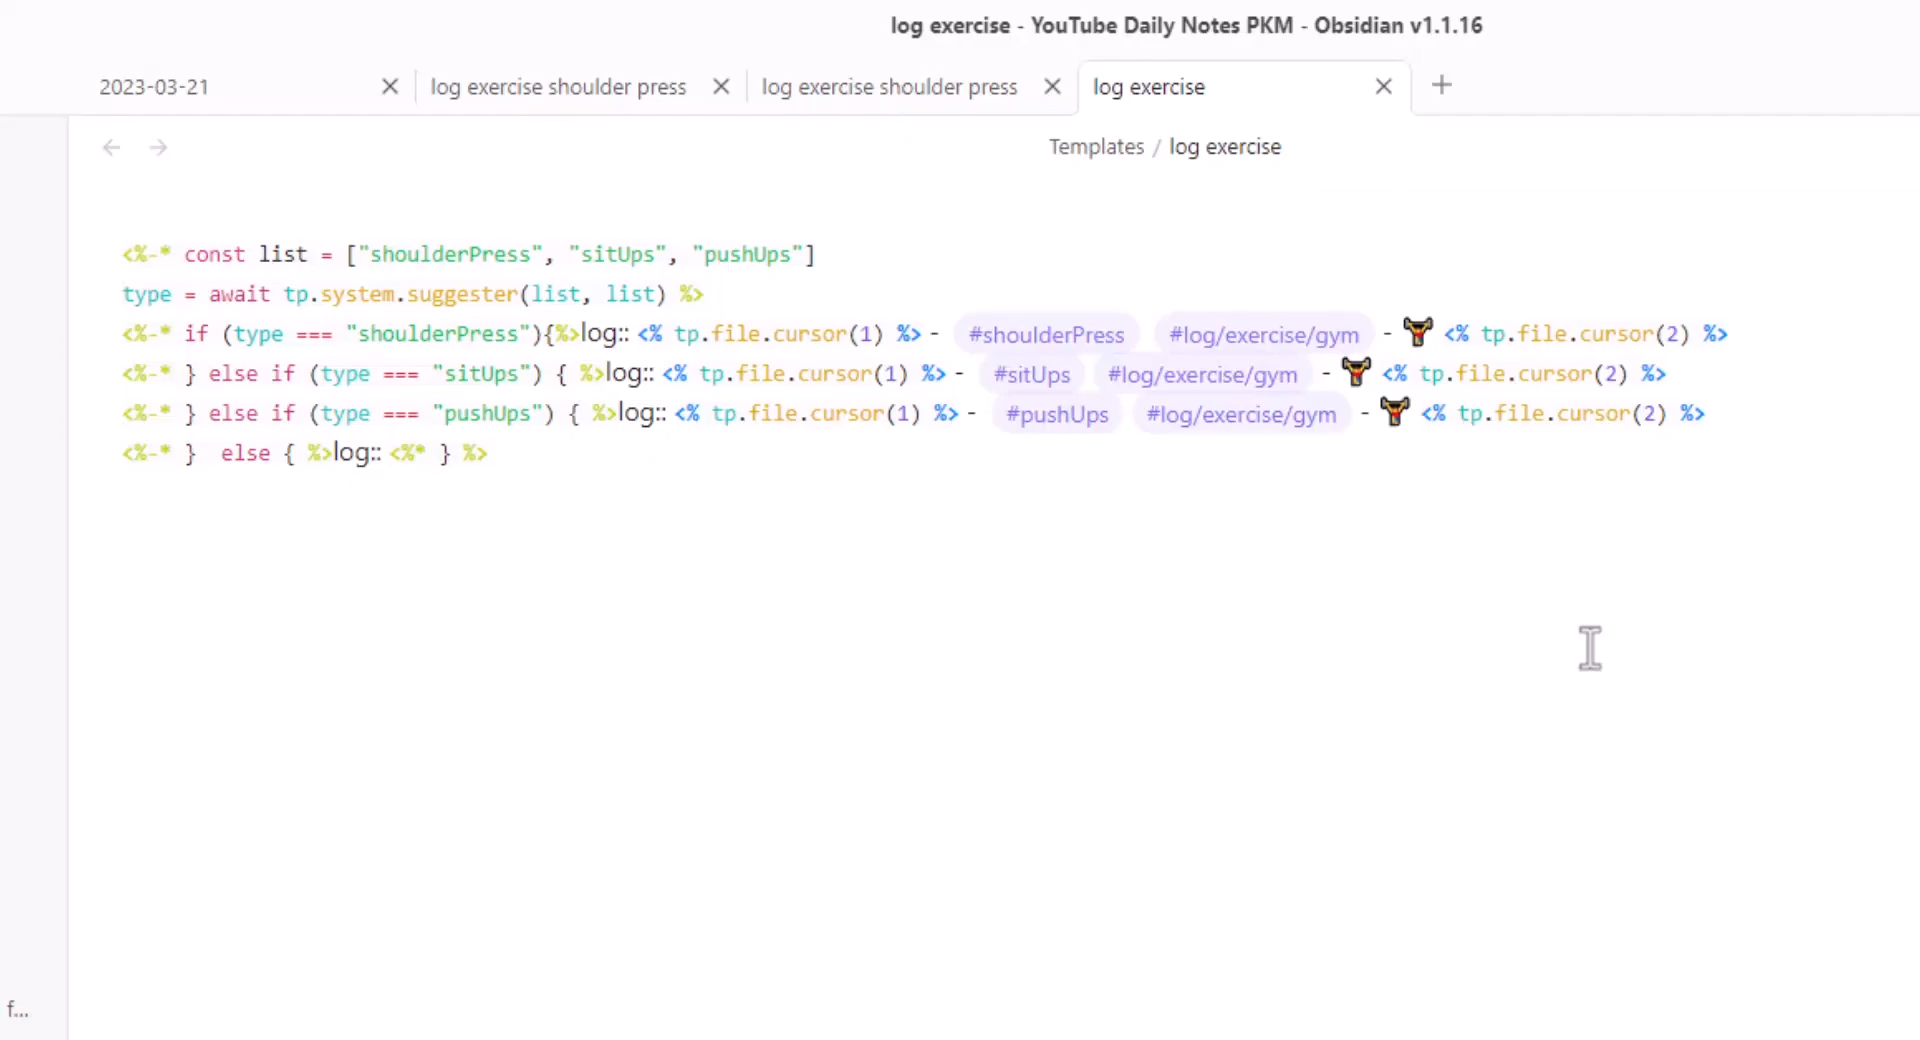 log exercise - YouTube Daily Notes PKM - Obsidian v1.1.16
2023-03-21 log exercise shoulder press log exercise shoulder press log exercise
Templates / log exercise
<%-* const list = ["shoulderPress", "sitUps", "pushUps"]
type = await tp.system.suggester(list, list) %>
<%-* if (type === "shoulderPress"){%>log:: <% tp.file.cursor(1) %> - #shoulderPress #log/exercise/gym - 🏋 <% tp.file.cursor(2) %>
<%-* } else if (type === "sitUps") { %>log:: <% tp.file.cursor(1) %> - #sitUps #log/exercise/gym - 🏋 <% tp.file.cursor(2) %>
<%-* } else if (type === "pushUps") { %>log:: <% tp.file.cursor(1) %> - #pushUps #log/exercise/gym - 🏋 <% tp.file.cursor(2) %>
<%-* }  else { %>log:: <%* } %>
f...